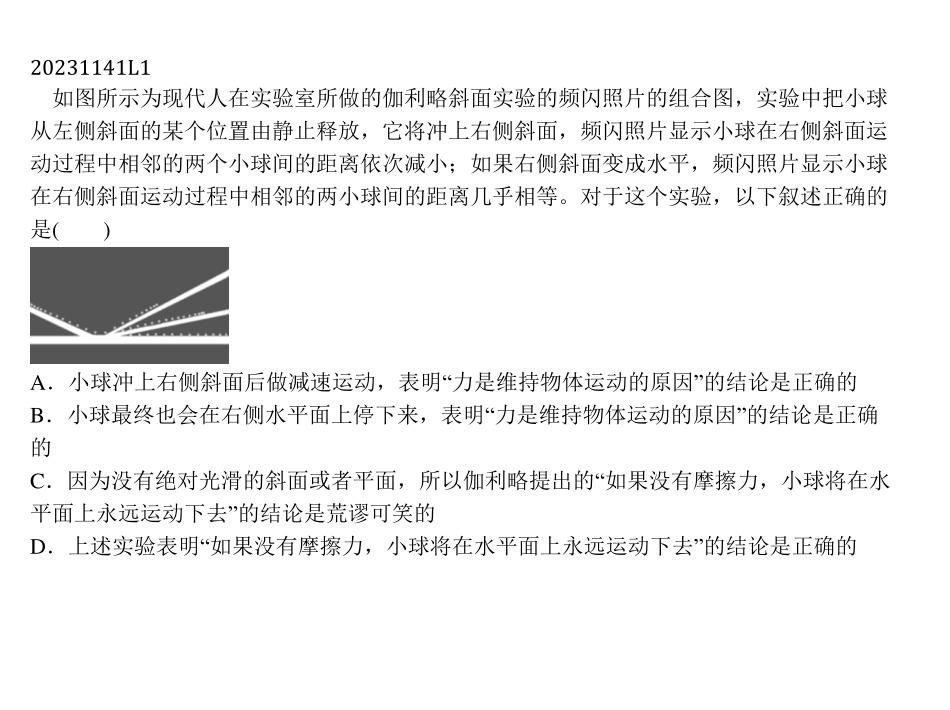 20231141L1
如图所示为现代人在实验室所做的伽利略斜面实验的频闪照片的组合图，实验中把小球
从左侧斜面的某个位置由静止释放，它将冲上右侧斜面，频闪照片显示小球在右侧斜面运
动过程中相邻的两个小球间的距离依次减小；如果右侧斜面变成水平，频闪照片显示小球
在右侧斜面运动过程中相邻的两小球间的距离几乎相等。对于这个实验，以下叙述正确的
是(　　)
A．小球冲上右侧斜面后做减速运动，表明“力是维持物体运动的原因”的结论是正确的
B．小球最终也会在右侧水平面上停下来，表明“力是维持物体运动的原因”的结论是正确
的
C．因为没有绝对光滑的斜面或者平面，所以伽利略提出的“如果没有摩擦力，小球将在水
平面上永远运动下去”的结论是荒谬可笑的
D．上述实验表明“如果没有摩擦力，小球将在水平面上永远运动下去”的结论是正确的